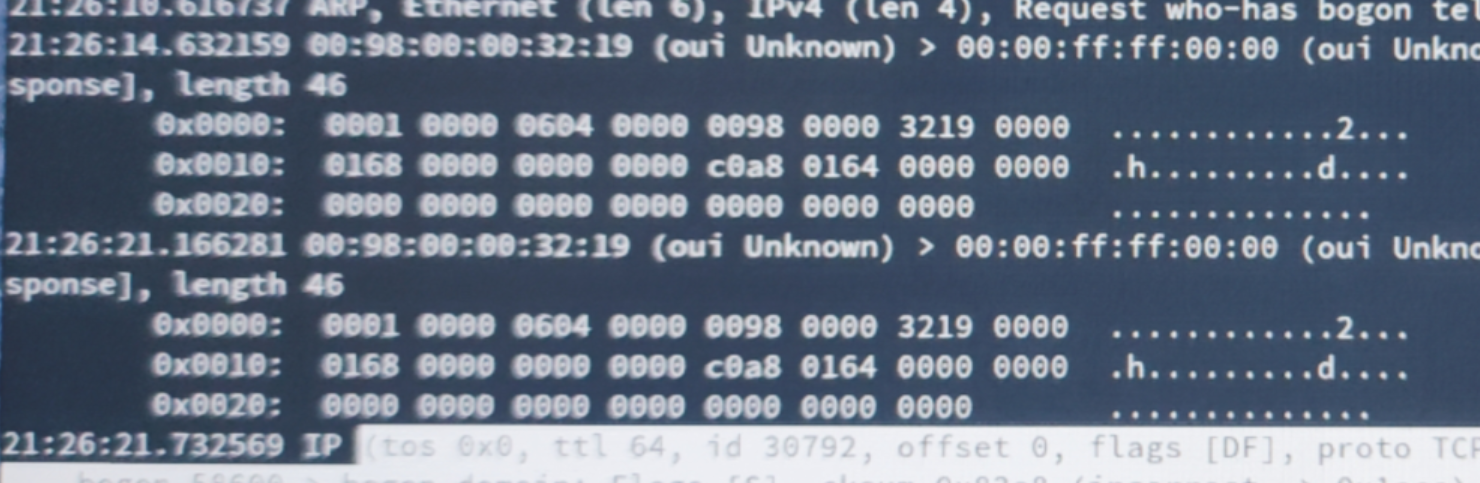 21:26:10.616737 ARP, Ethernet (len 6), IPv4 (len 4), Request who-has bogon tel
21:26:14.632159 00:98:00:00:32:19 (oui Unknown) > 00:00:ff:ff:00:00 (oui Unkno
sponse], length 46
0x0000: 0001 0000 0604 0000 0098 0000 3219 0000 ............2...
0x0010: 0168 0000 0000 0000 c0a8 0164 0000 0000 .h.........d....
0x0020: 0000 0000 0000 0000 0000 0000 0000 ..............
21:26:21.166281 00:98:00:00:32:19 (oui Unknown) > 00:00:ff:ff:00:00 (oui Unkno
sponse], length 46
0x0000: 0001 0000 0604 0000 0098 0000 3219 0000 ............2...
0x0010: 0168 0000 0000 0000 c0a8 0164 0000 0000 .h.........d....
0x0020: 0000 0000 0000 0000 0000 0000 0000 ..............
21:26:21.732569 IP (tos 0x0, ttl 64, id 30792, offset 0, flags [DF], proto TCP